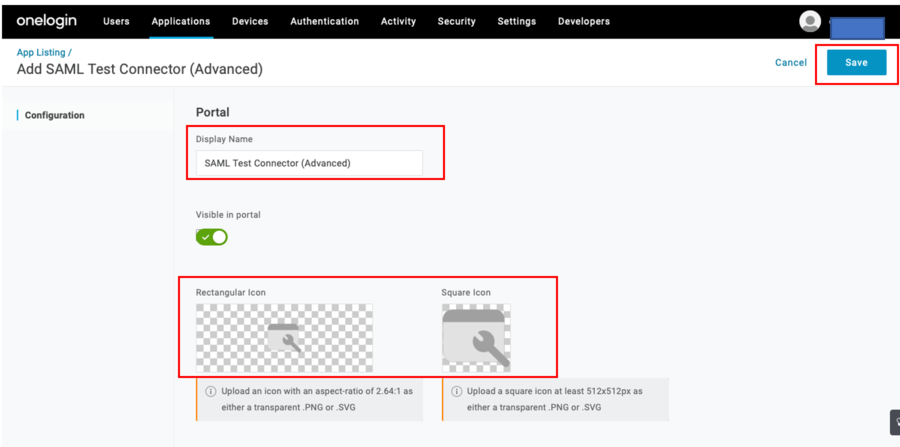 onelogin Users Applications Devices Authentication Activity Security Settings Developers
App Listing /
Add SAML Test Connector (Advanced)
Cancel Save
Configuration
Portal
Display Name
SAML Test Connector (Advanced)
Visible in portal
Rectangular Icon Square Icon
Upload an icon with an aspect-ratio of 2.64:1 as Upload a square icon at least 512x512px as
either a transparent .PNG or .SVG either a transparent .PNG or .SVG